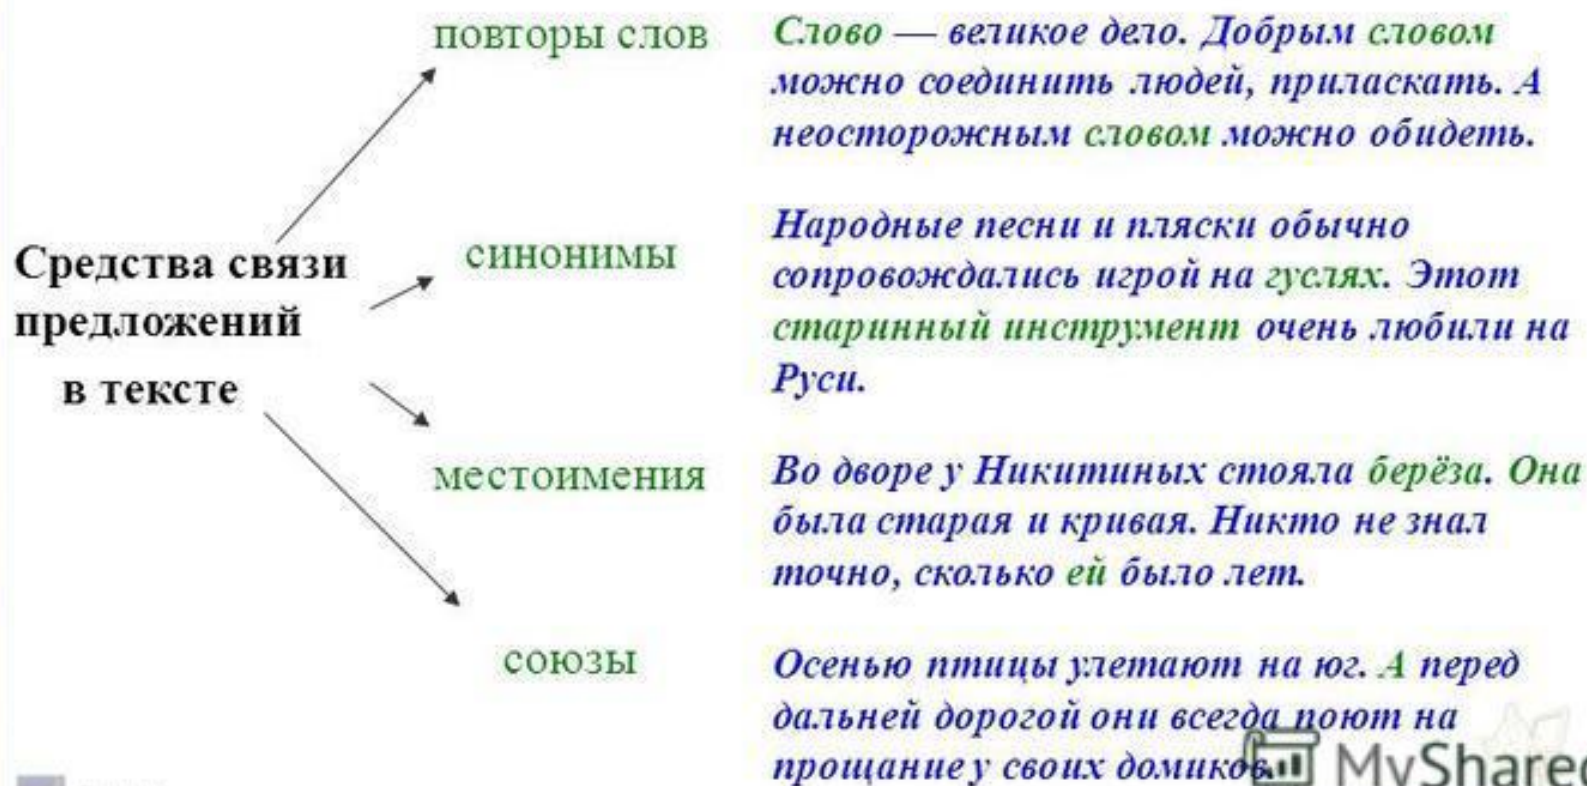 повторы слов
Слово — великое дело. Добрым словом
можно соединить людей, приласкать. А
неосторожным словом можно обидеть.
Средства связи
предложений
в тексте
синонимы
Народные песни и пляски обычно
сопровождались игрой на гуслях. Этот
старинный инструмент очень любили на
Руси.
местоимения
Во дворе у Никитиных стояла берёза. Она
была старая и кривая. Никто не знал
точно, сколько ей было лет.
союзы
Осенью птицы улетают на юг. А перед
дальней дорогой они всегда поют на
прощание у своих домиков.
MyShared